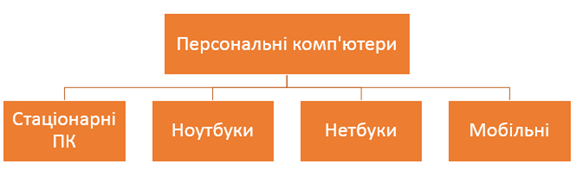 Персональні комп'ютери
Стаціонарні
ПК
Ноутбуки
Нетбуки
Мобільні